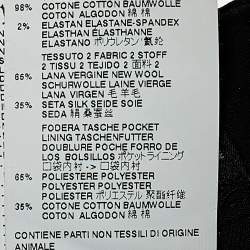 98% COTONE COTTON BAUMWOLLE
COTON ALGODON 綿 棉
2% ELASTAN ELASTANE-SPANDEX
ELASTHAN ÉLASTHANNE
ELASTANO ポリウレタン 氨纶
TESSUTO 2 FABRIC 2 STOFF
2 TISSU 2 TEJIDO 2 面料 2
65% LANA VERGINE NEW WOOL
SCHURWOLLE LAINE VIERGE
LANA VIRGEN 毛 羊毛
35% SETA SILK SEIDE SOIE
SEDA 絹 桑蚕丝
FODERA TASCHE POCKET
LINING TASCHENFUTTER
DOUBLURE POCHE FORRO DE
LOS BOLSILLOS ポケットライニング
口袋内衬 -> 口袋内衬
65% POLIESTERE POLYESTER
POLYESTER POLYESTER
POLIESTER ポリエステル 聚酯纤维
35% COTONE COTTON BAUMWOLLE
COTON ALGODON 綿 棉
CONTIENE PARTI NON TESSILI DI ORIGINE
ANIMALE